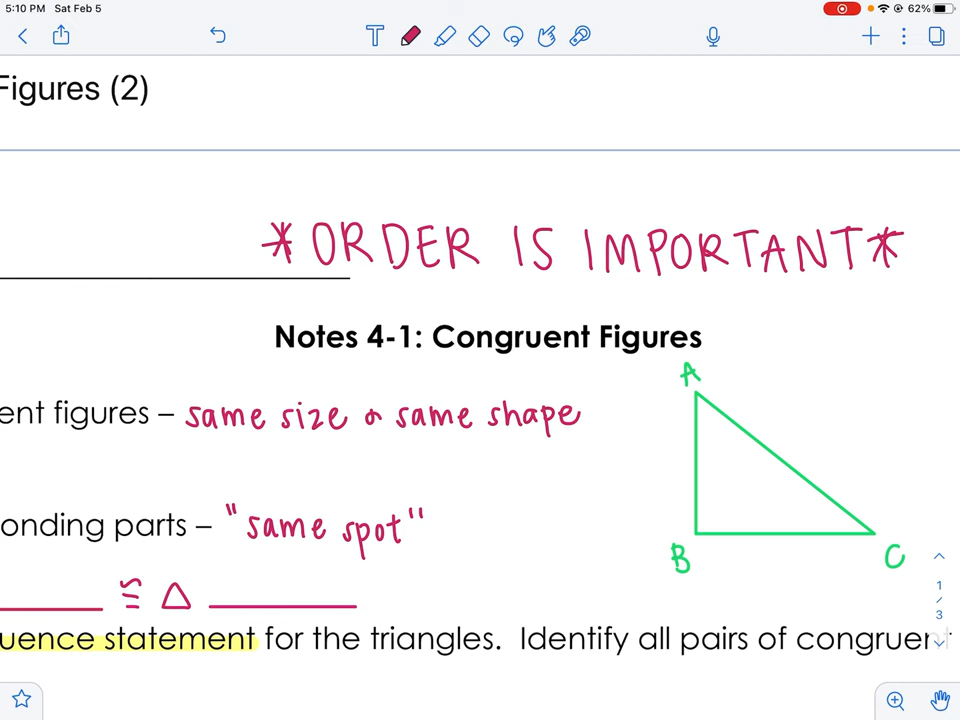 5:10 PM Sat Feb 5
62%
Figures (2)
*ORDER IS IMPORTANT*
Notes 4-1: Congruent Figures
A
ent figures – same size & same shape
onding parts – "same spot"
B
C
≅ △
1
/
3
uence statement for the triangles. Identify all pairs of congruent